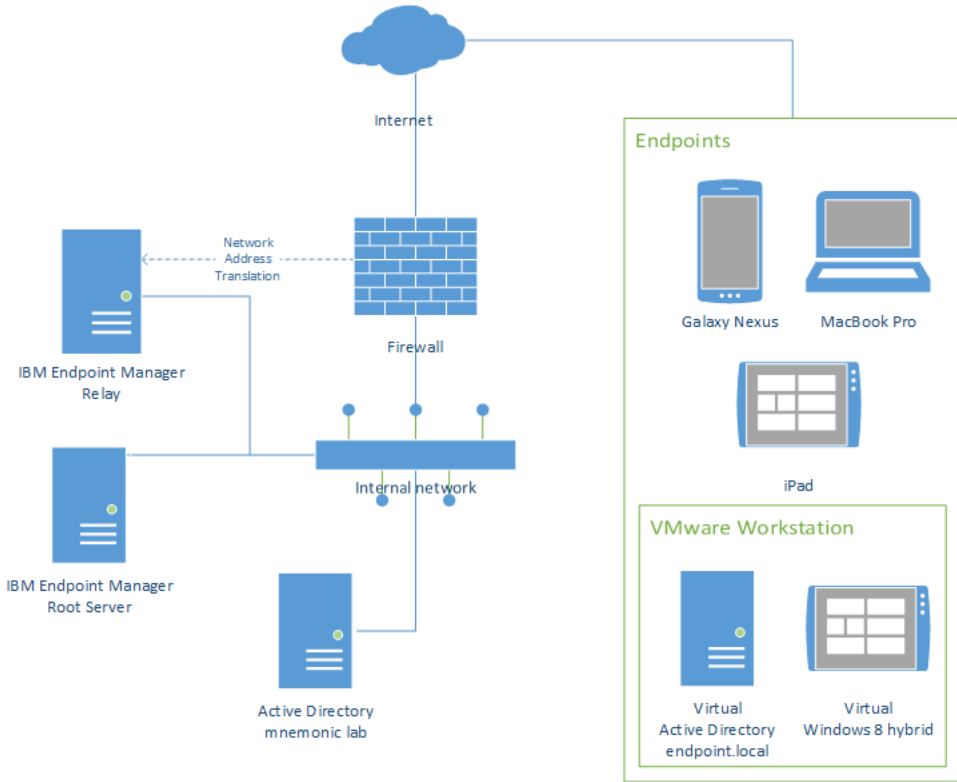 Internet
Endpoints
Network
Address
Translation
Galaxy Nexus
MacBook Pro
Firewall
IBM Endpoint Manager
Relay
iPad
Internal network
VMware Workstation
IBM Endpoint Manager
Root Server
Active Directory
mnemonic lab
Virtual
Active Directory
endpoint.local
Virtual
Windows 8 hybrid